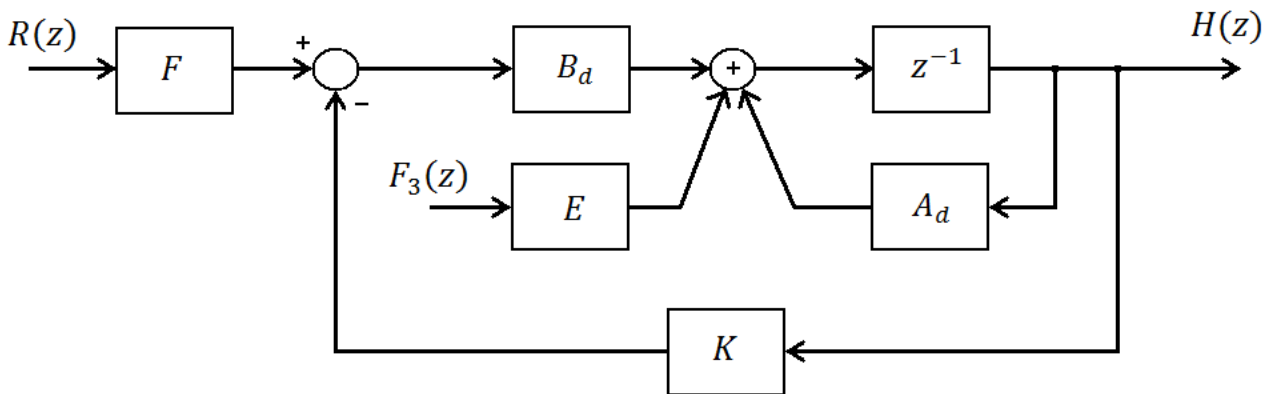 R(z)
F
+
−
B_d
+
z^{-1}
H(z)
F_3(z)
E
A_d
K